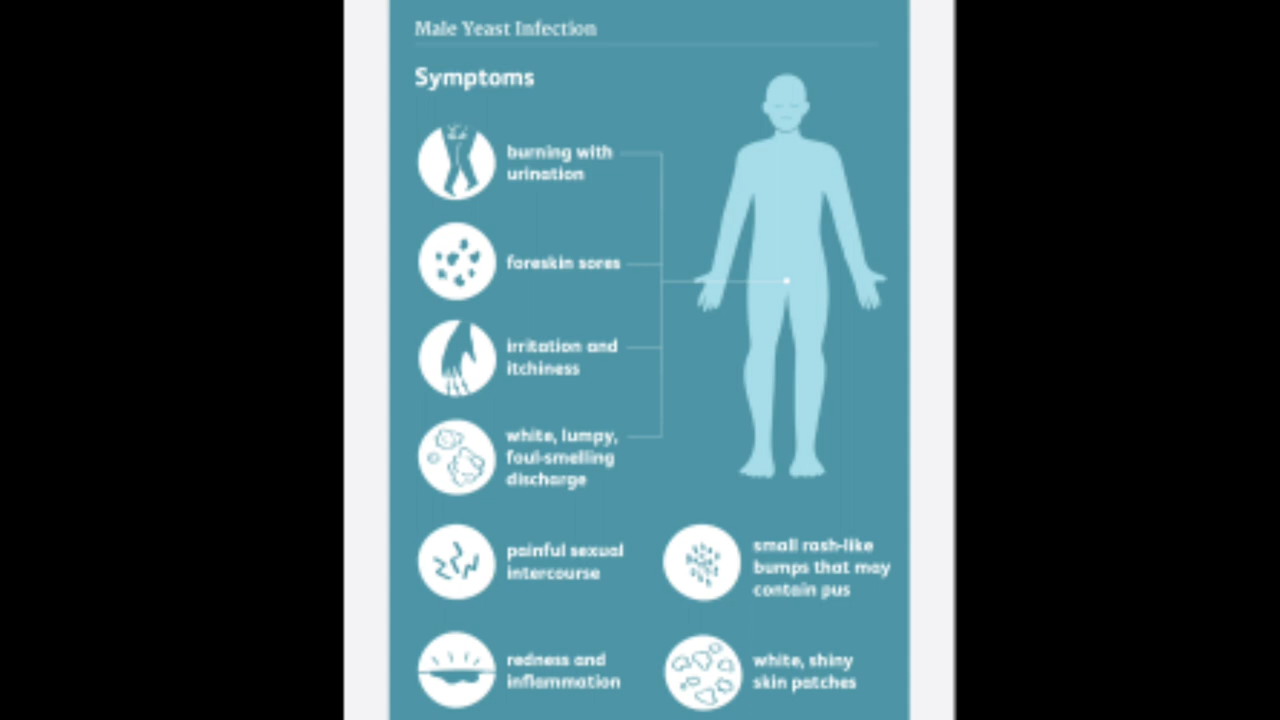 Male Yeast Infection
Symptoms
burning with
urination
foreskin sores
irritation and
itchiness
white, lumpy,
foul-smelling
discharge
painful sexual
intercourse
small rash-like
bumps that may
contain pus
redness and
inflammation
white, shiny
skin patches